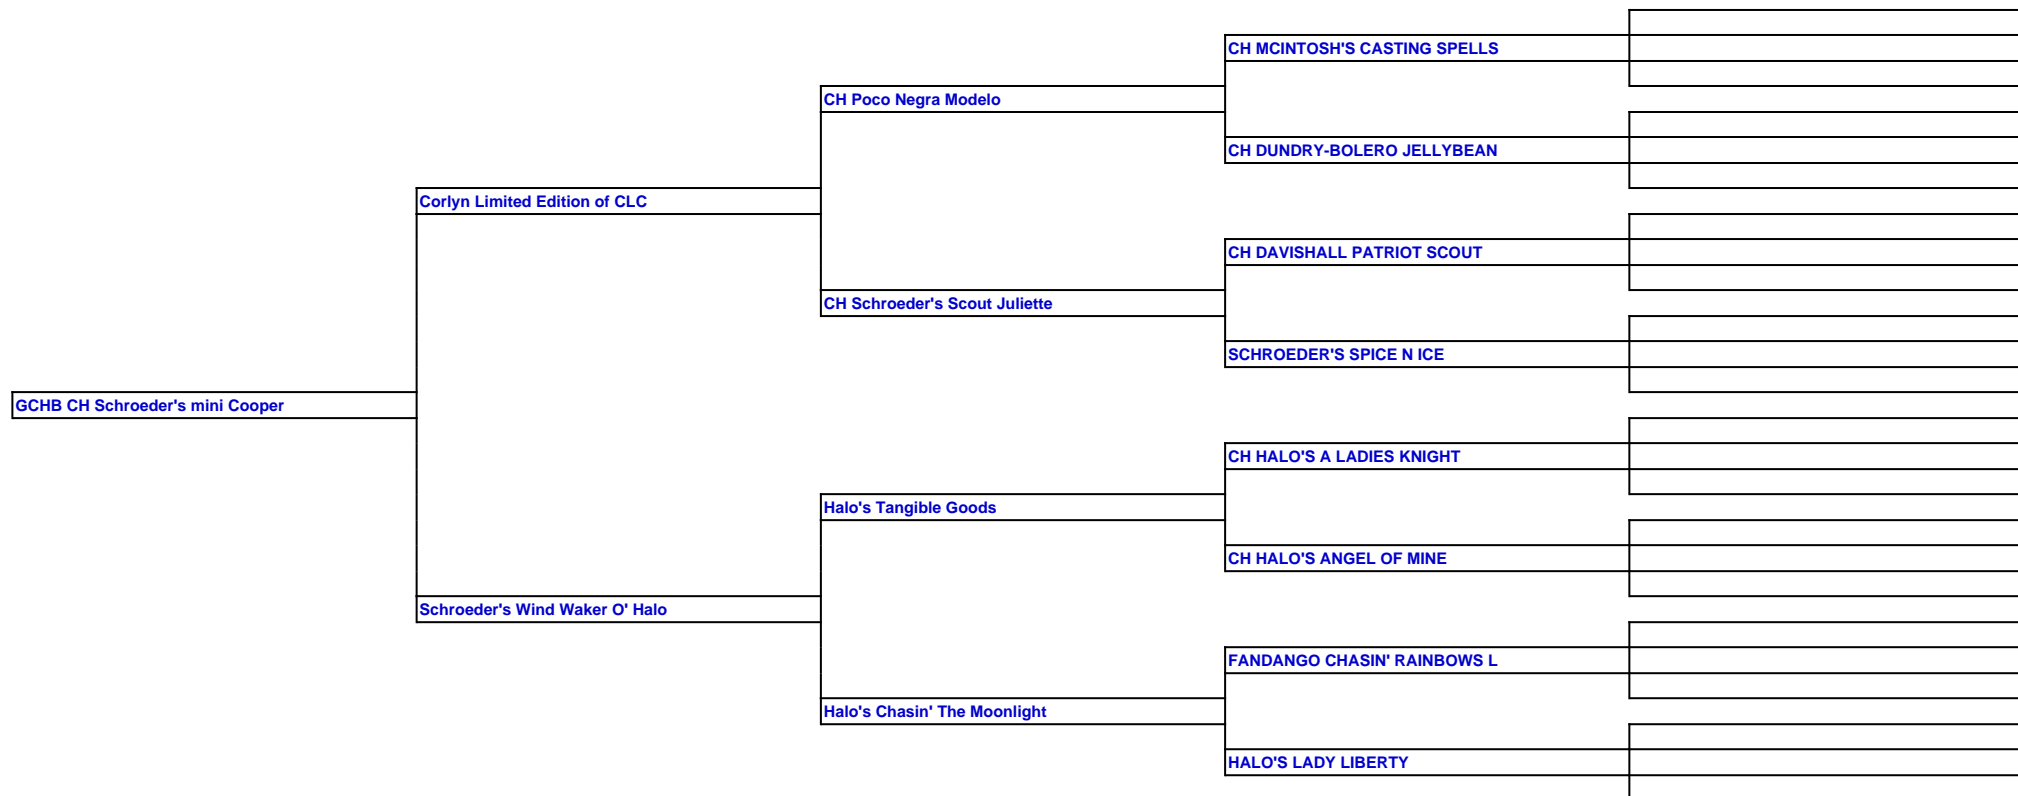 CH MCINTOSH'S CASTING SPELLS
CH Poco Negra Modelo
CH DUNDRY-BOLERO JELLYBEAN
Corlyn Limited Edition of CLC
CH DAVISHALL PATRIOT SCOUT
CH Schroeder's Scout Juliette
SCHROEDER'S SPICE N ICE
GCHB CH Schroeder's mini Cooper
CH HALO'S A LADIES KNIGHT
Halo's Tangible Goods
CH HALO'S ANGEL OF MINE
Schroeder's Wind Waker O' Halo
FANDANGO CHASIN' RAINBOWS L
Halo's Chasin' The Moonlight
HALO'S LADY LIBERTY